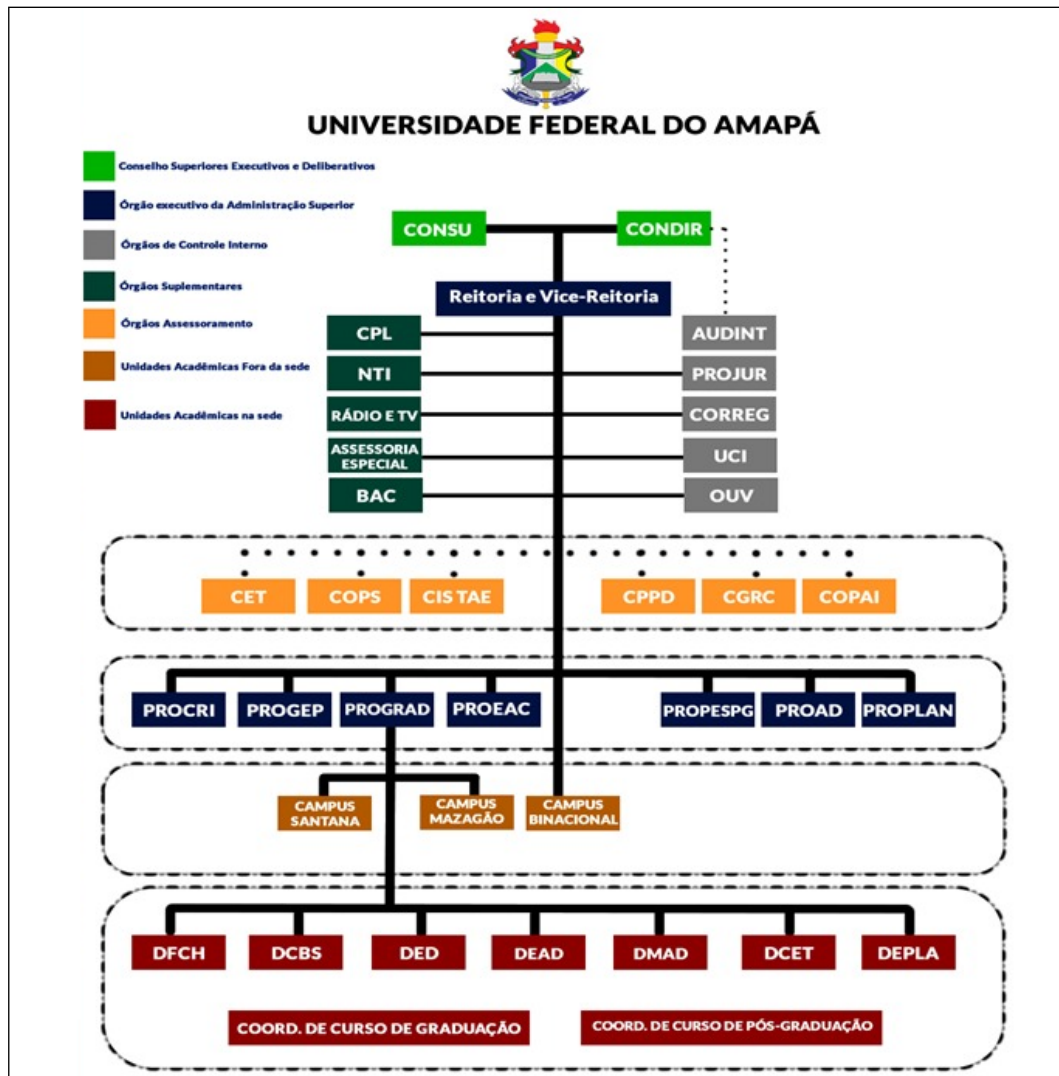 UNIVERSIDADE FEDERAL DO AMAPÁ
Conselho Superiores Executivos e Deliberativos
Órgão executivo da Administração Superior
Órgãos de Controle Interno
Órgãos Suplementares
Órgãos Assessoramento
Unidades Acadêmicas Fora da sede
Unidades Acadêmicas na sede
CONSU
CONDIR
Reitoria e Vice-Reitoria
CPL
AUDINT
NTI
PROJUR
RÁDIO E TV
CORREG
ASSESSORIA
ESPECIAL
UCI
BAC
OUV
CET
COPS
CIS TAE
CPPD
CGRC
COPAI
PROCRI
PROGEP
PROGRAD
PROEAC
PROPESPG
PROAD
PROPLAN
CAMPUS
SANTANA
CAMPUS
MAZAGÃO
CAMPUS
BINACIONAL
DFCH
DCBS
DED
DEAD
DMAD
DCET
DEPLA
COORD. DE CURSO DE GRADUAÇÃO
COORD. DE CURSO DE PÓS-GRADUAÇÃO